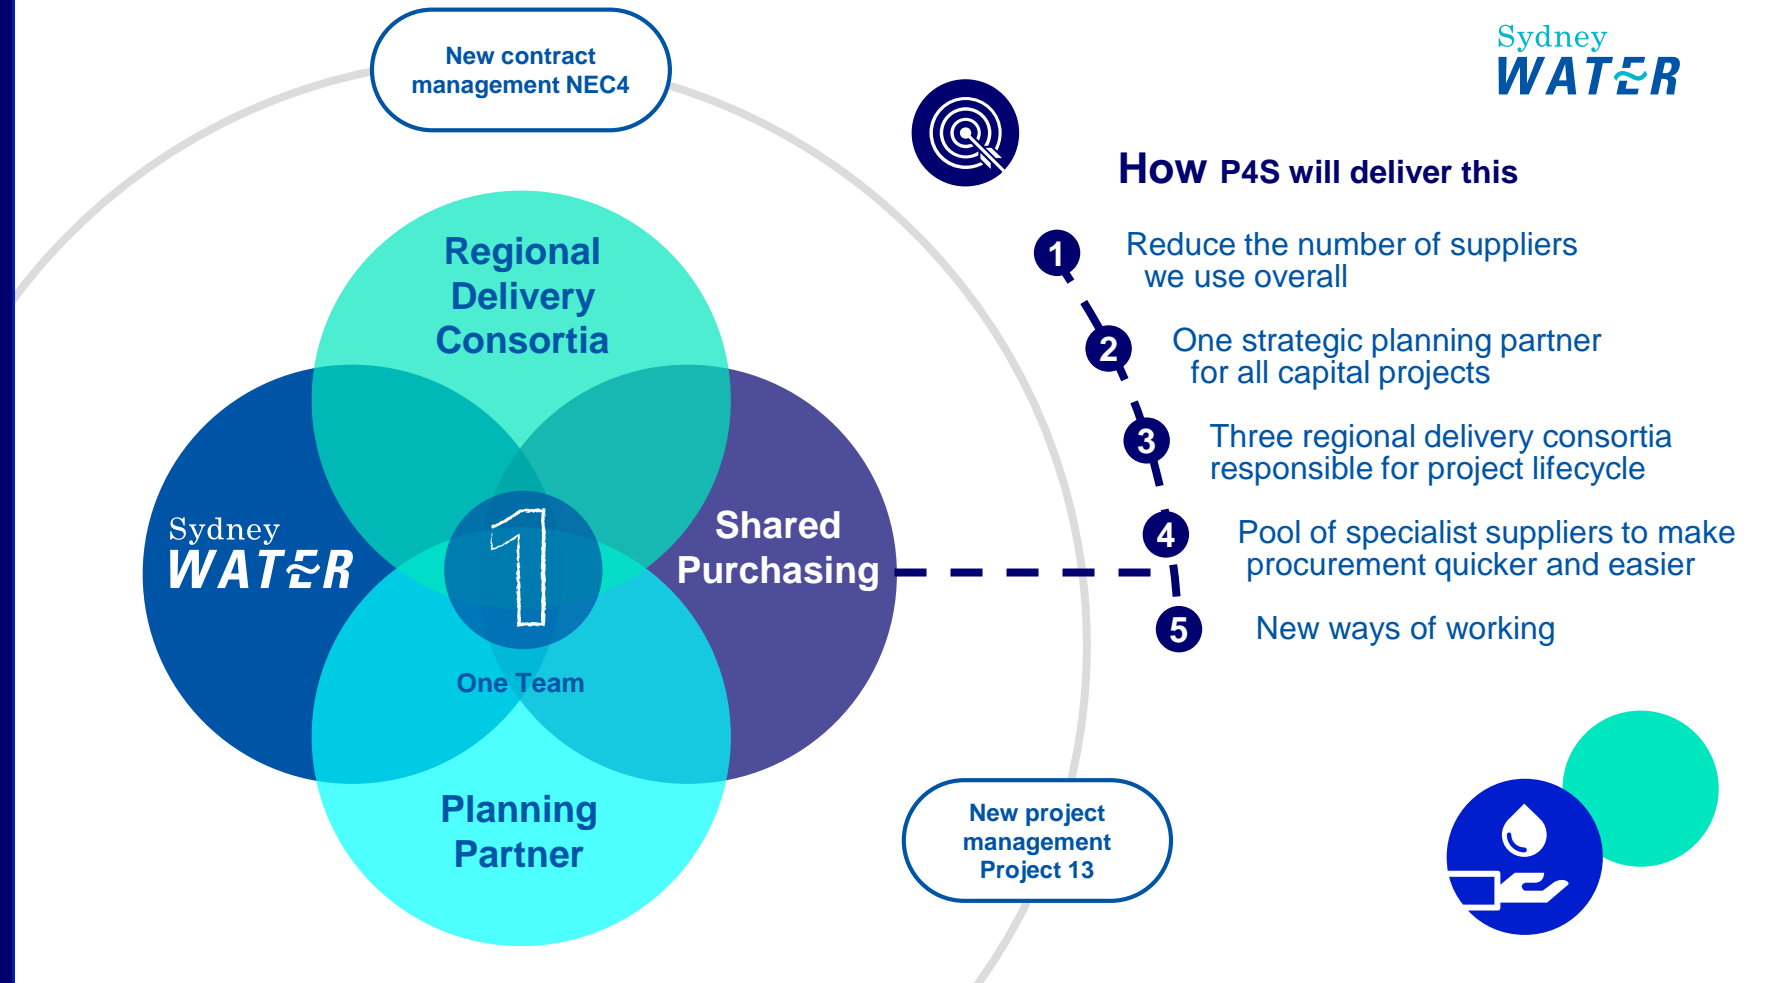 New contract
management NEC4
Sydney
WATER
How P4S will deliver this
1
Reduce the number of suppliers
we use overall
2
One strategic planning partner
for all capital projects
3
Three regional delivery consortia
responsible for project lifecycle
4
Pool of specialist suppliers to make
procurement quicker and easier
5
New ways of working
Regional
Delivery
Consortia
Sydney
WATER
1
One Team
Shared
Purchasing
Planning
Partner
New project
management
Project 13